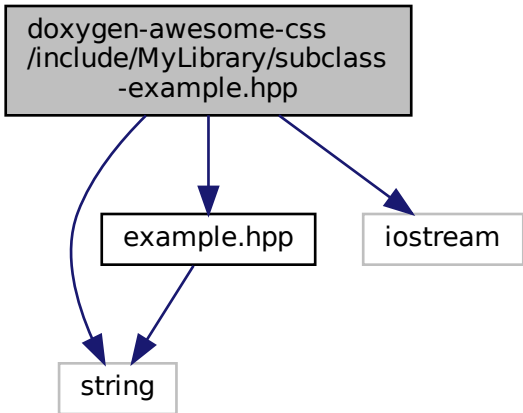 doxygen-awesome-css
/include/MyLibrary/subclass
-example.hpp
example.hpp
iostream
string